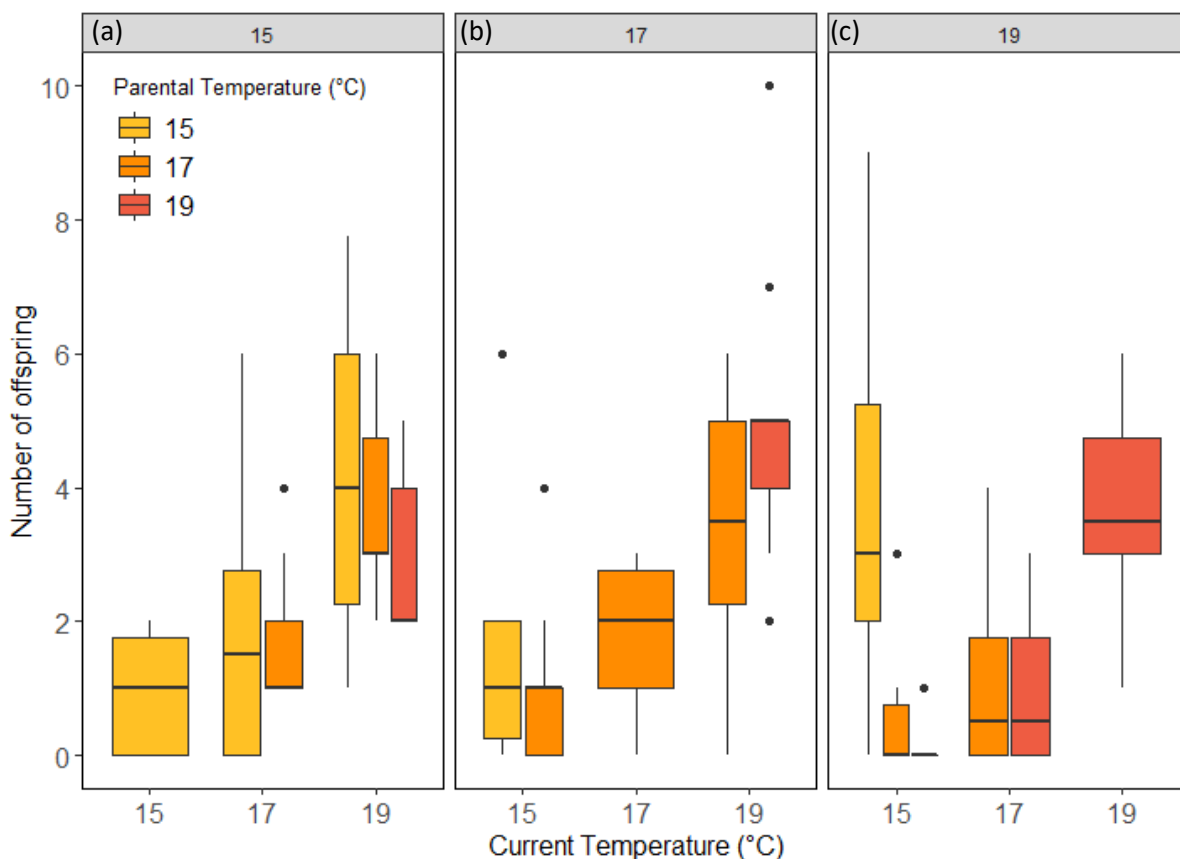 (a) 15
(b) 17
(c) 19
Parental Temperature (°C)
15
17
19
10
8
6
4
2
0
Number of offspring
15 17 19
15 17 19
15 17 19
Current Temperature (°C)